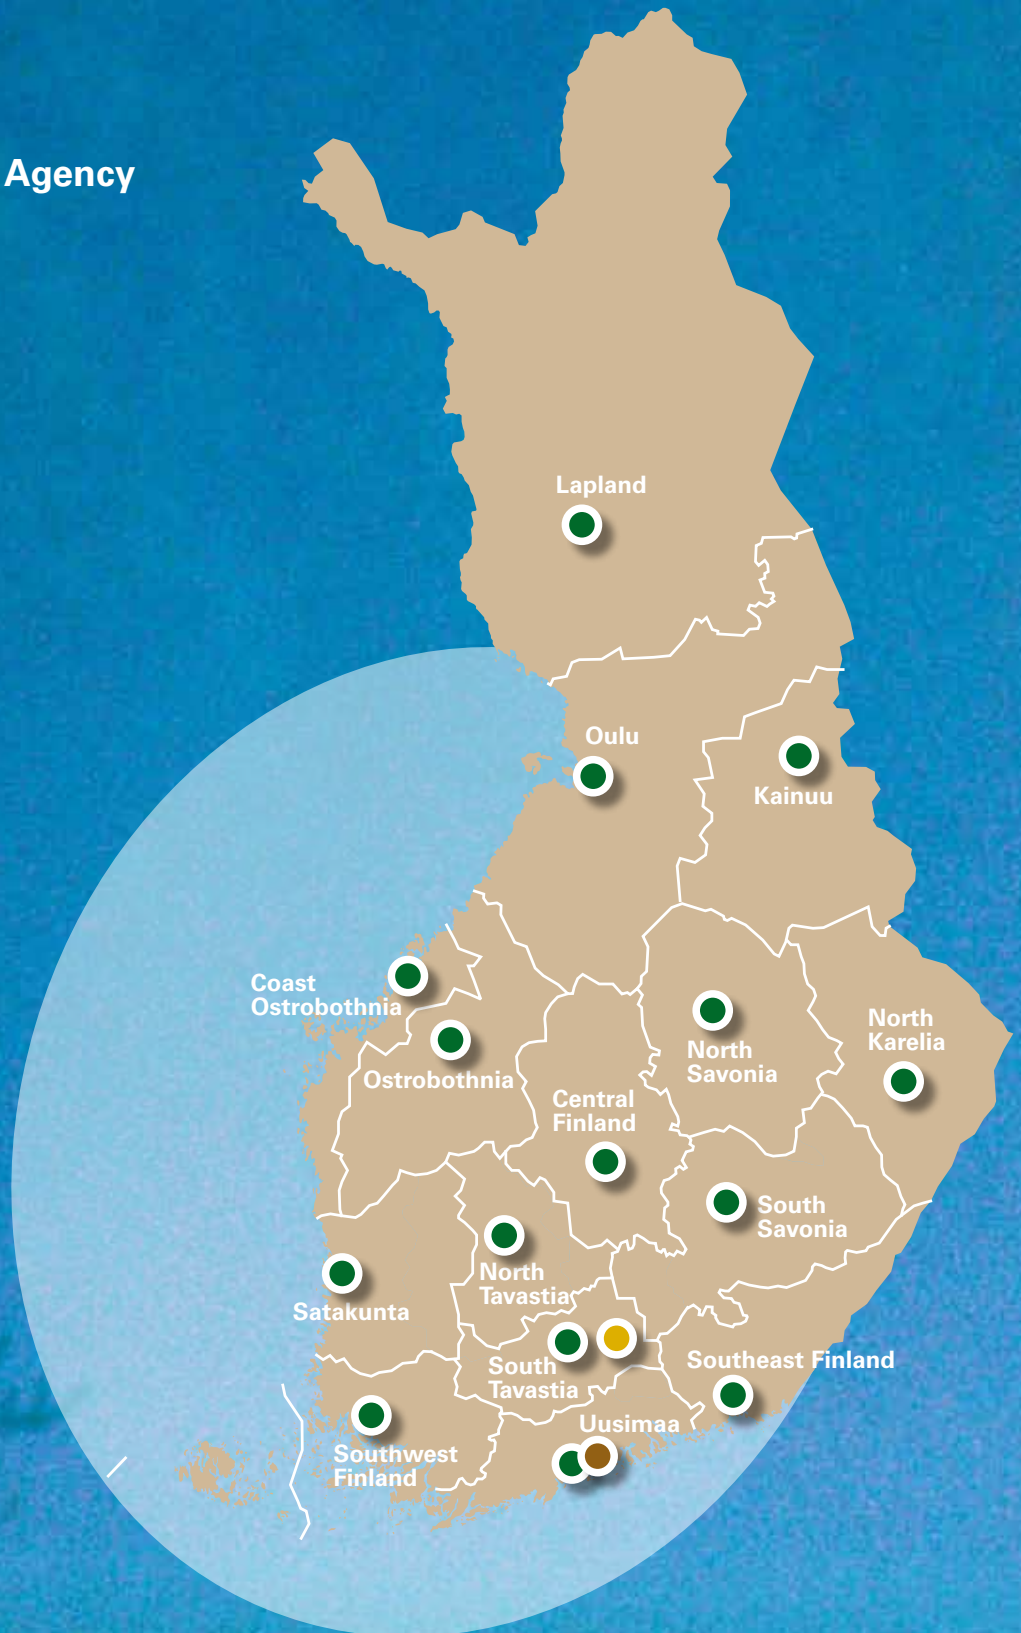 Agency
Lapland
Oulu
Kainuu
Coast
Ostrobothnia
Ostrobothnia
North
Savonia
North
Karelia
Central
Finland
South
Savonia
North
Tavastia
Satakunta
South
Tavastia
Southeast Finland
Uusimaa
Southwest
Finland